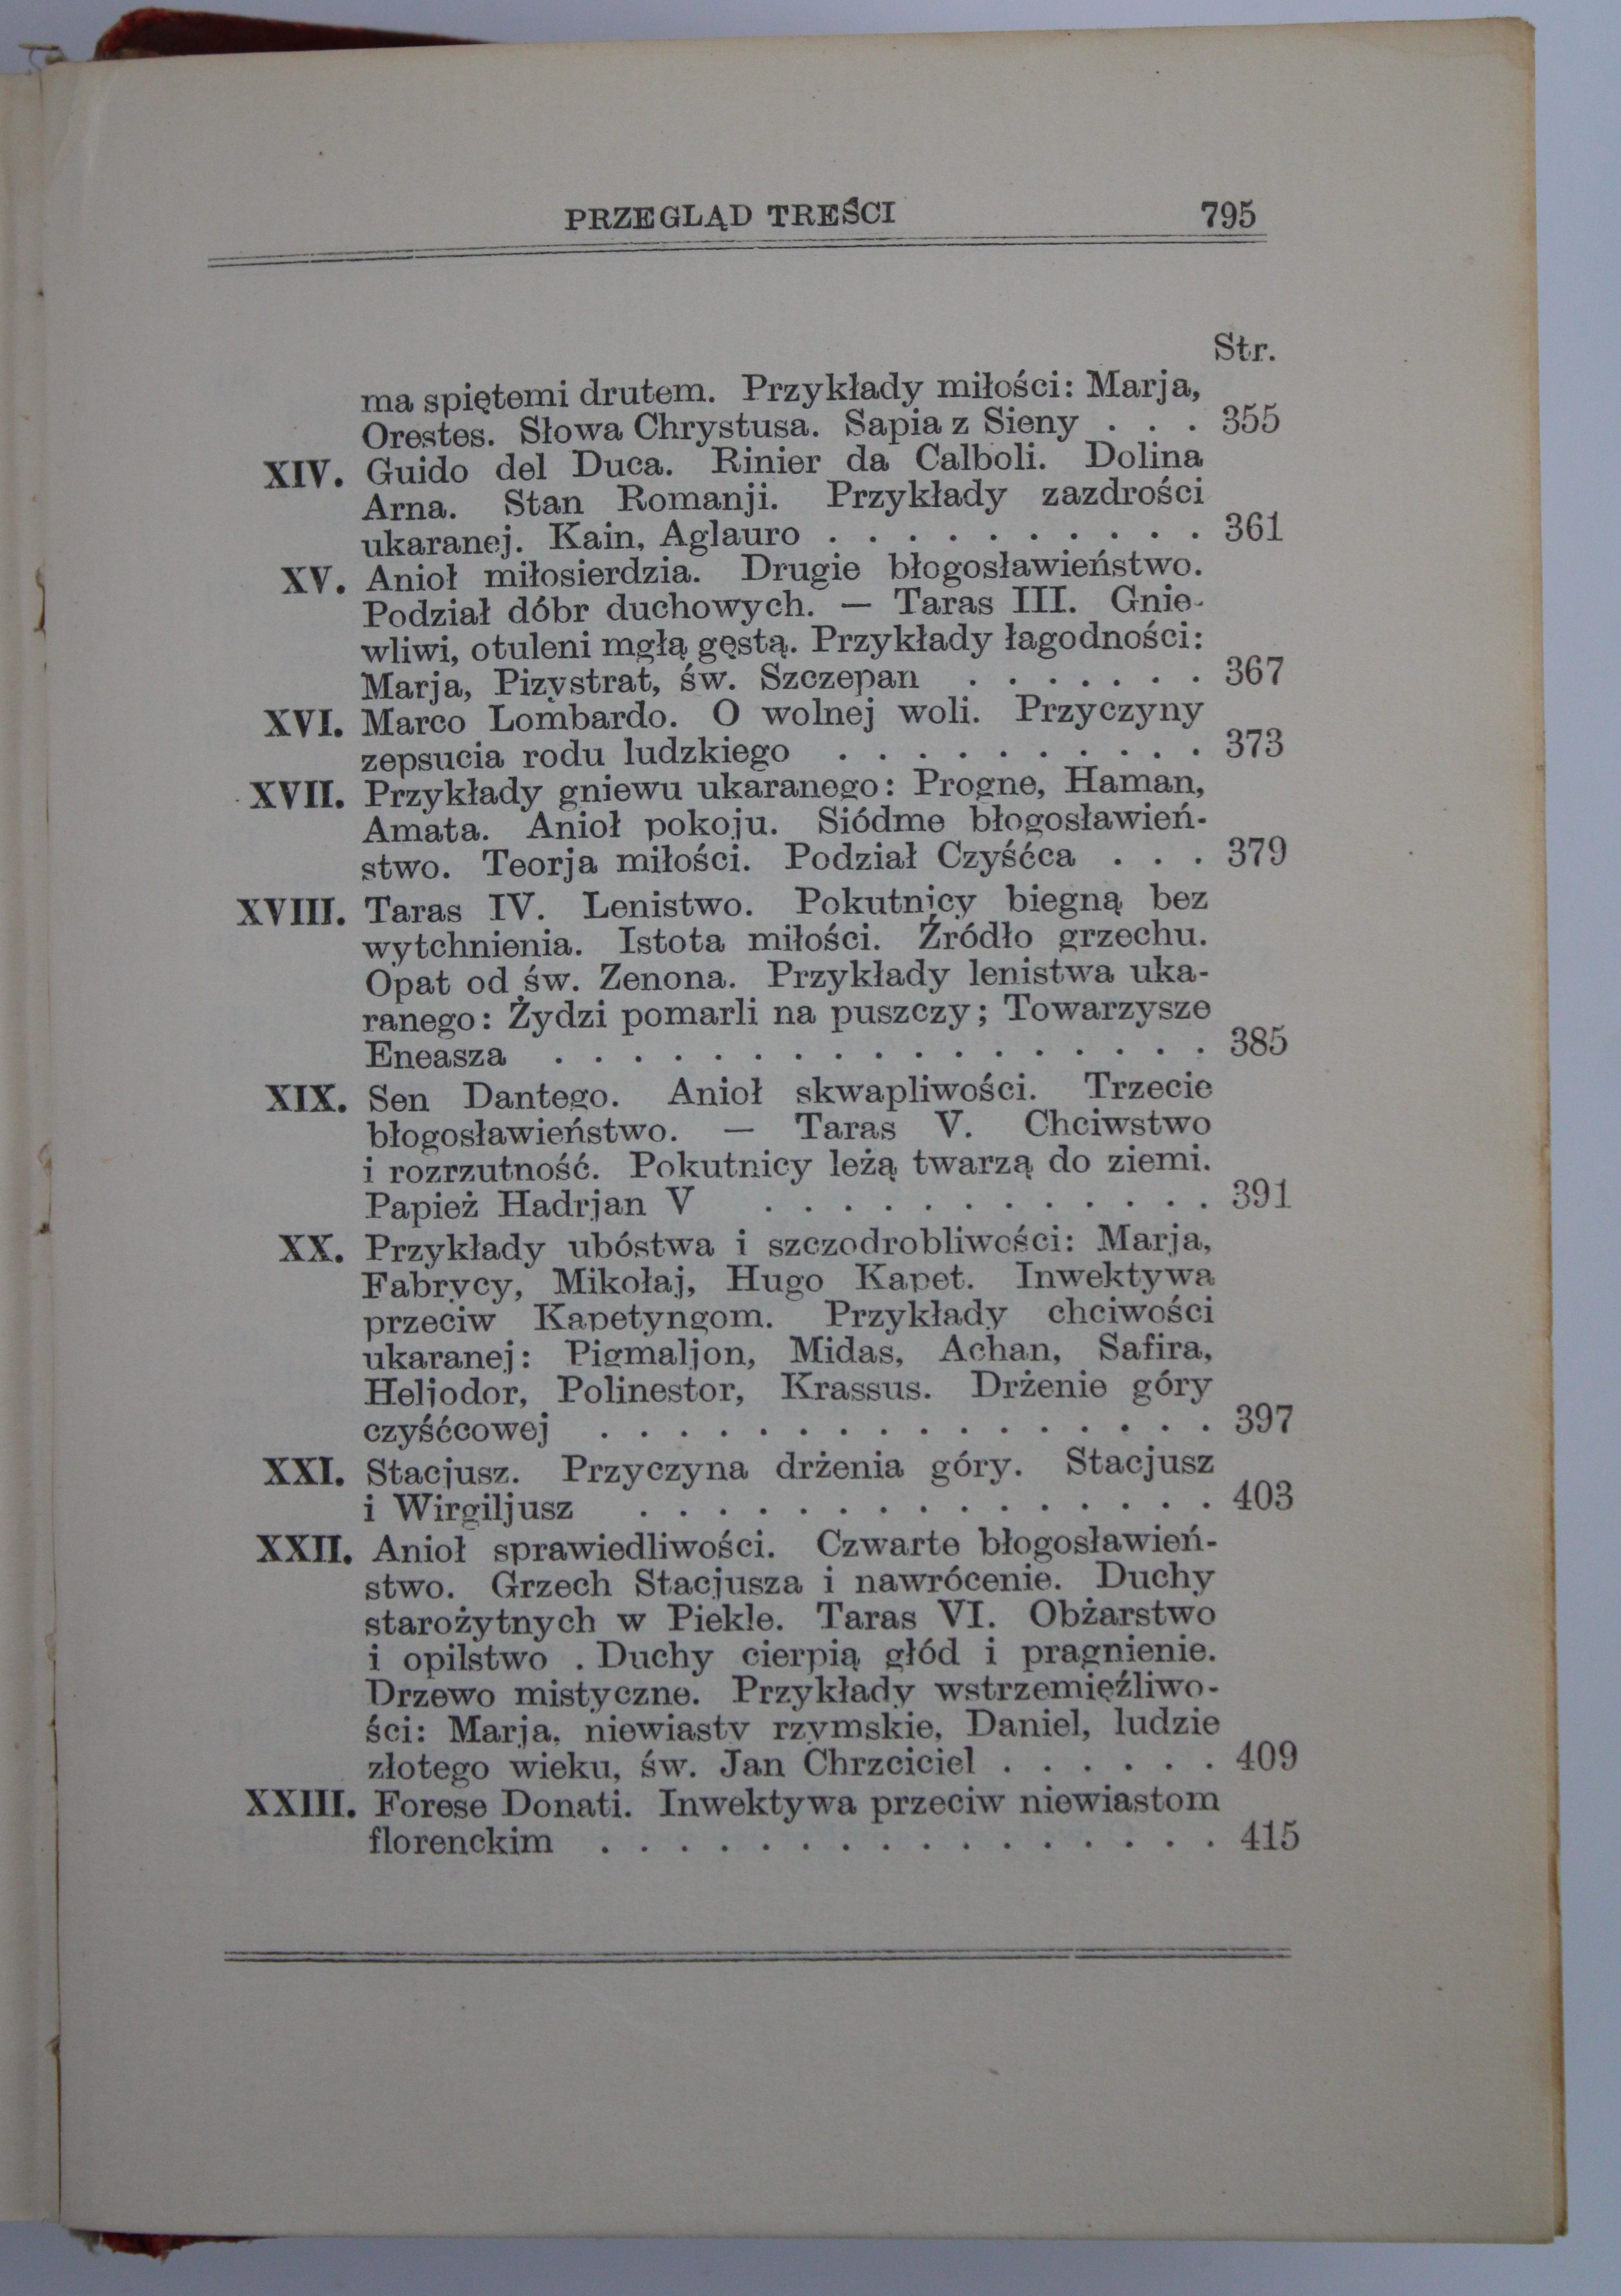 PRZEGLĄD TREŚCI 795
Str.
ma spiętemi drutem. Przykłady miłości: Marja,
Orestes. Słowa Chrystusa. Sapia z Sieny . . . 355
XIV. Guido del Duca. Rinier da Calboli. Dolina
Arna. Stan Romanji. Przykłady zazdrości
ukaranej. Kain, Aglauro . . . . . . . . . . 361
XV. Anioł miłosierdzia. Drugie błogosławieństwo.
Podział dóbr duchowych. — Taras III. Gnie-
wliwi, otuleni mgłą gęstą. Przykłady łagodności:
Marja, Pizystrat, św. Szczepan . . . . . . . 367
XVI. Marco Lombardo. O wolnej woli. Przyczyny
zepsucia rodu ludzkiego . . . . . . . . . . 373
XVII. Przykłady gniewu ukaranego: Progne, Haman,
Amata. Anioł pokoju. Siódme błogosławień-
stwo. Teorja miłości. Podział Czyśćca . . . 379
XVIII. Taras IV. Lenistwo. Pokutnicy biegną bez
wytchnienia. Istota miłości. Źródło grzechu.
Opat od św. Zenona. Przykłady lenistwa uka-
ranego: Żydzi pomarli na puszczy; Towarzysze
Eneasza . . . . . . . . . . . . . . . . . 385
XIX. Sen Dantego. Anioł skwapliwości. Trzecie
błogosławieństwo. — Taras V. Chciwstwo
i rozrzutność. Pokutnicy leżą twarzą do ziemi.
Papież Hadrjan V . . . . . . . . . . . . 391
XX. Przykłady ubóstwa i szczodrobliwości: Marja,
Fabrycy, Mikołaj, Hugo Kapet. Inwektywa
przeciw Kapetyngom. Przykłady chciwości
ukaranej: Pigmaljon, Midas, Achan, Safira,
Heljodor, Polinestor, Krassus. Drżenie góry
czyśćcowej . . . . . . . . . . . . . . . . 397
XXI. Stacjusz. Przyczyna drżenia góry. Stacjusz
i Wirgiljusz . . . . . . . . . . . . . . . 403
XXII. Anioł sprawiedliwości. Czwarte błogosławień-
stwo. Grzech Stacjusza i nawrócenie. Duchy
starożytnych w Piekle. Taras VI. Obżarstwo
i opilstwo . Duchy cierpią głód i pragnienie.
Drzewo mistyczne. Przykłady wstrzemięźliwo-
ści: Marja, niewiasty rzymskie, Daniel, ludzie
złotego wieku, św. Jan Chrzciciel . . . . . . 409
XXIII. Forese Donati. Inwektywa przeciw niewiastom
florenckim . . . . . . . . . . . . . . . . 415